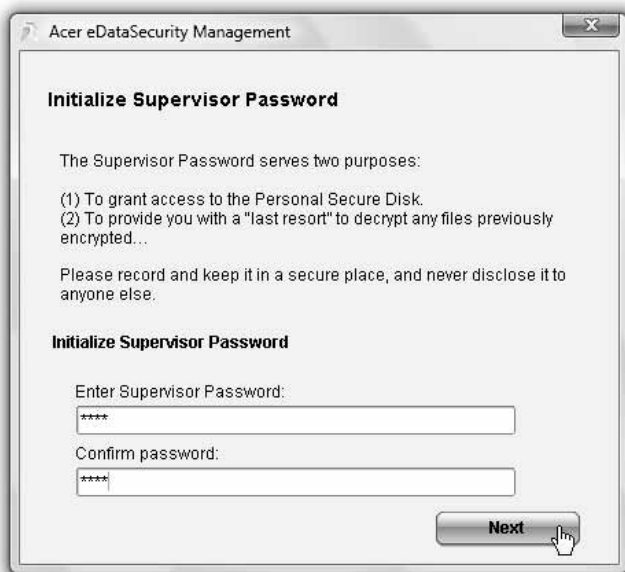 Acer eDataSecurity Management
Initialize Supervisor Password
The Supervisor Password serves two purposes:
(1) To grant access to the Personal Secure Disk.
(2) To provide you with a "last resort" to decrypt any files previously
encrypted...
Please record and keep it in a secure place, and never disclose it to
anyone else.
Initialize Supervisor Password
Enter Supervisor Password:
****
Confirm password:
****
Next